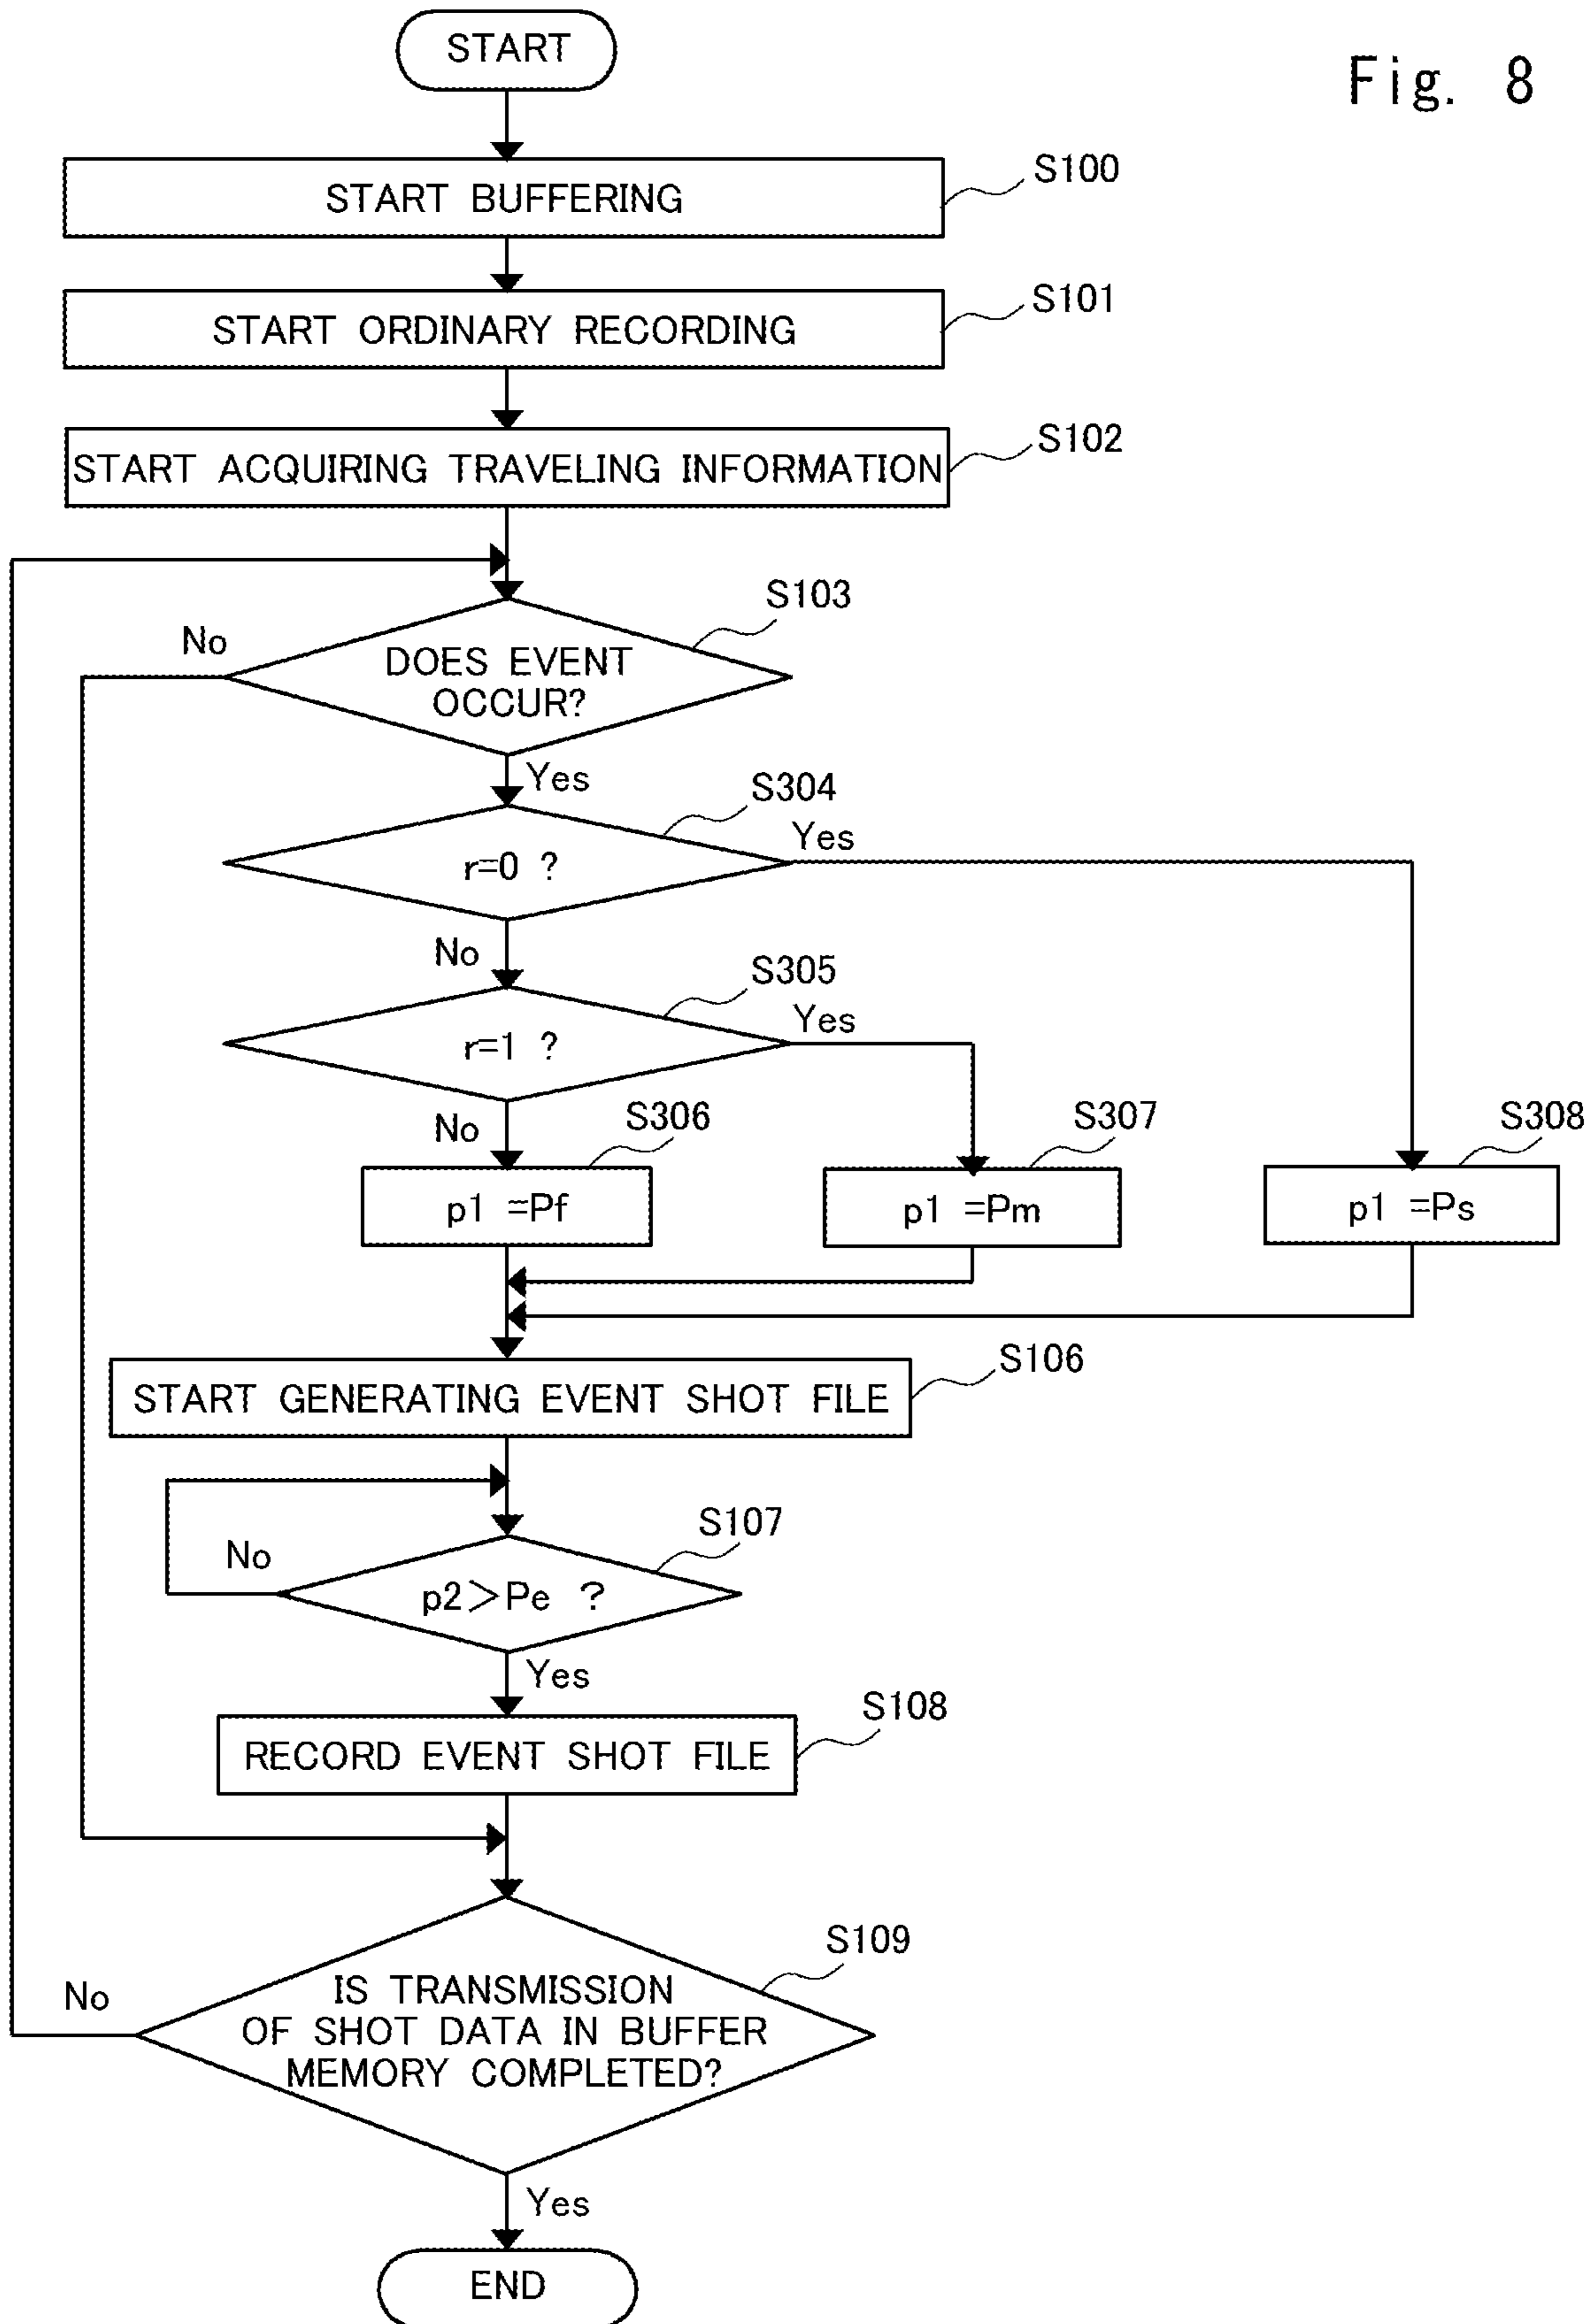 START
Fig. 8
S100
START BUFFERING
S101
START ORDINARY RECORDING
S102
START ACQUIRING TRAVELING INFORMATION
S103
No
DOES EVENT
OCCUR?
Yes
S304
Yes
r=0 ?
No
S305
Yes
r=1 ?
No
S306
S307
S308
p1 =Pf
p1 =Pm
p1 =Ps
S106
START GENERATING EVENT SHOT FILE
S107
No
p2>Pe ?
Yes
S108
RECORD EVENT SHOT FILE
S109
No
IS TRANSMISSION
OF SHOT DATA IN BUFFER
MEMORY COMPLETED?
Yes
END